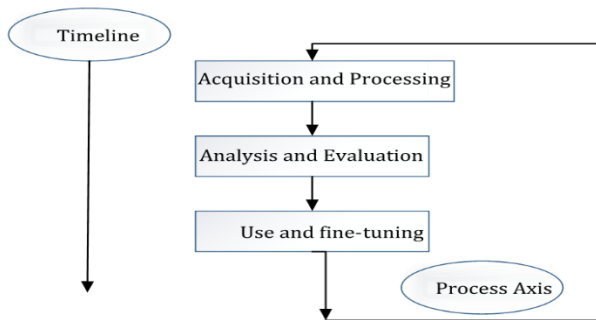 Timeline
Acquisition and Processing
Analysis and Evaluation
Use and fine-tuning
Process Axis